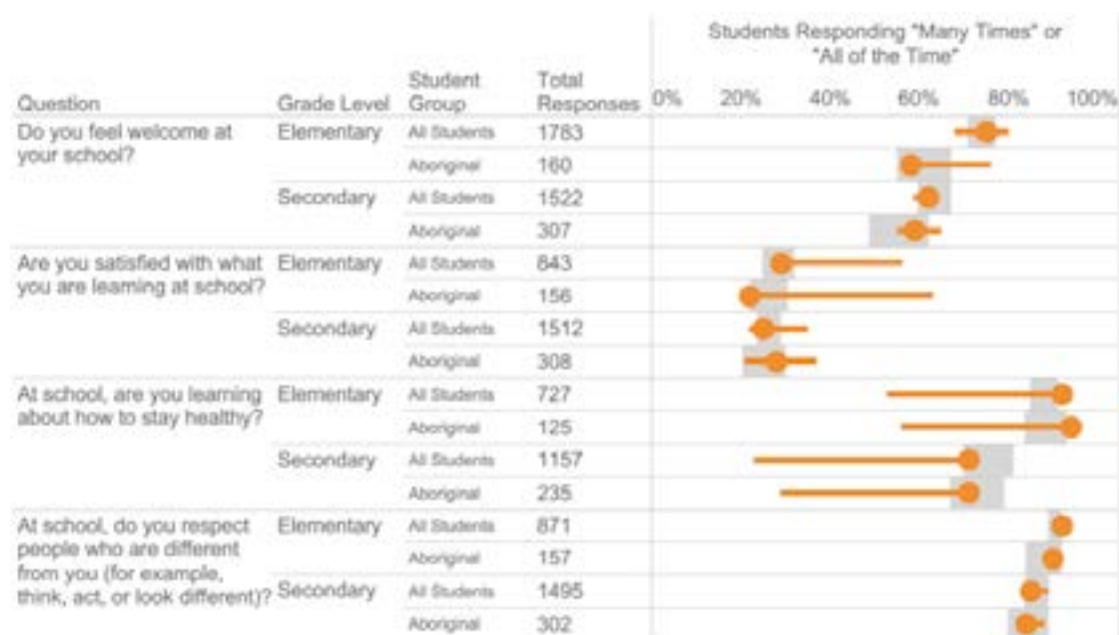 Students Responding "Many Times" or
"All of the Time"
Question Grade Level Student Group Total Responses 0% 20% 40% 60% 80% 100%
Do you feel welcome at your school? Elementary All Students 1783
Aboriginal 160
Secondary All Students 1522
Aboriginal 307
Are you satisfied with what you are learning at school? Elementary All Students 843
Aboriginal 156
Secondary All Students 1512
Aboriginal 308
At school, are you learning about how to stay healthy? Elementary All Students 727
Aboriginal 125
Secondary All Students 1157
Aboriginal 235
At school, do you respect people who are different from you (for example, think, act, or look different)? Elementary All Students 871
Aboriginal 157
Secondary All Students 1495
Aboriginal 302